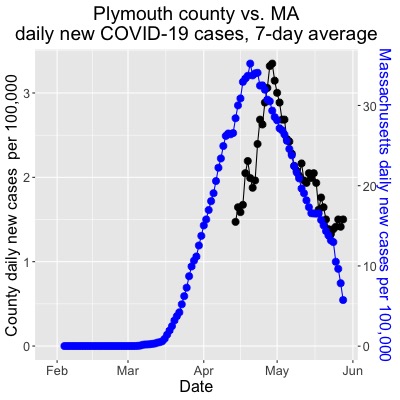 Plymouth county vs. MA
daily new COVID-19 cases, 7-day average
County daily new cases per 100,000
3
2
1
0
Massachusetts daily new cases per 100,000
30
20
10
0
Feb Mar Apr May Jun
Date